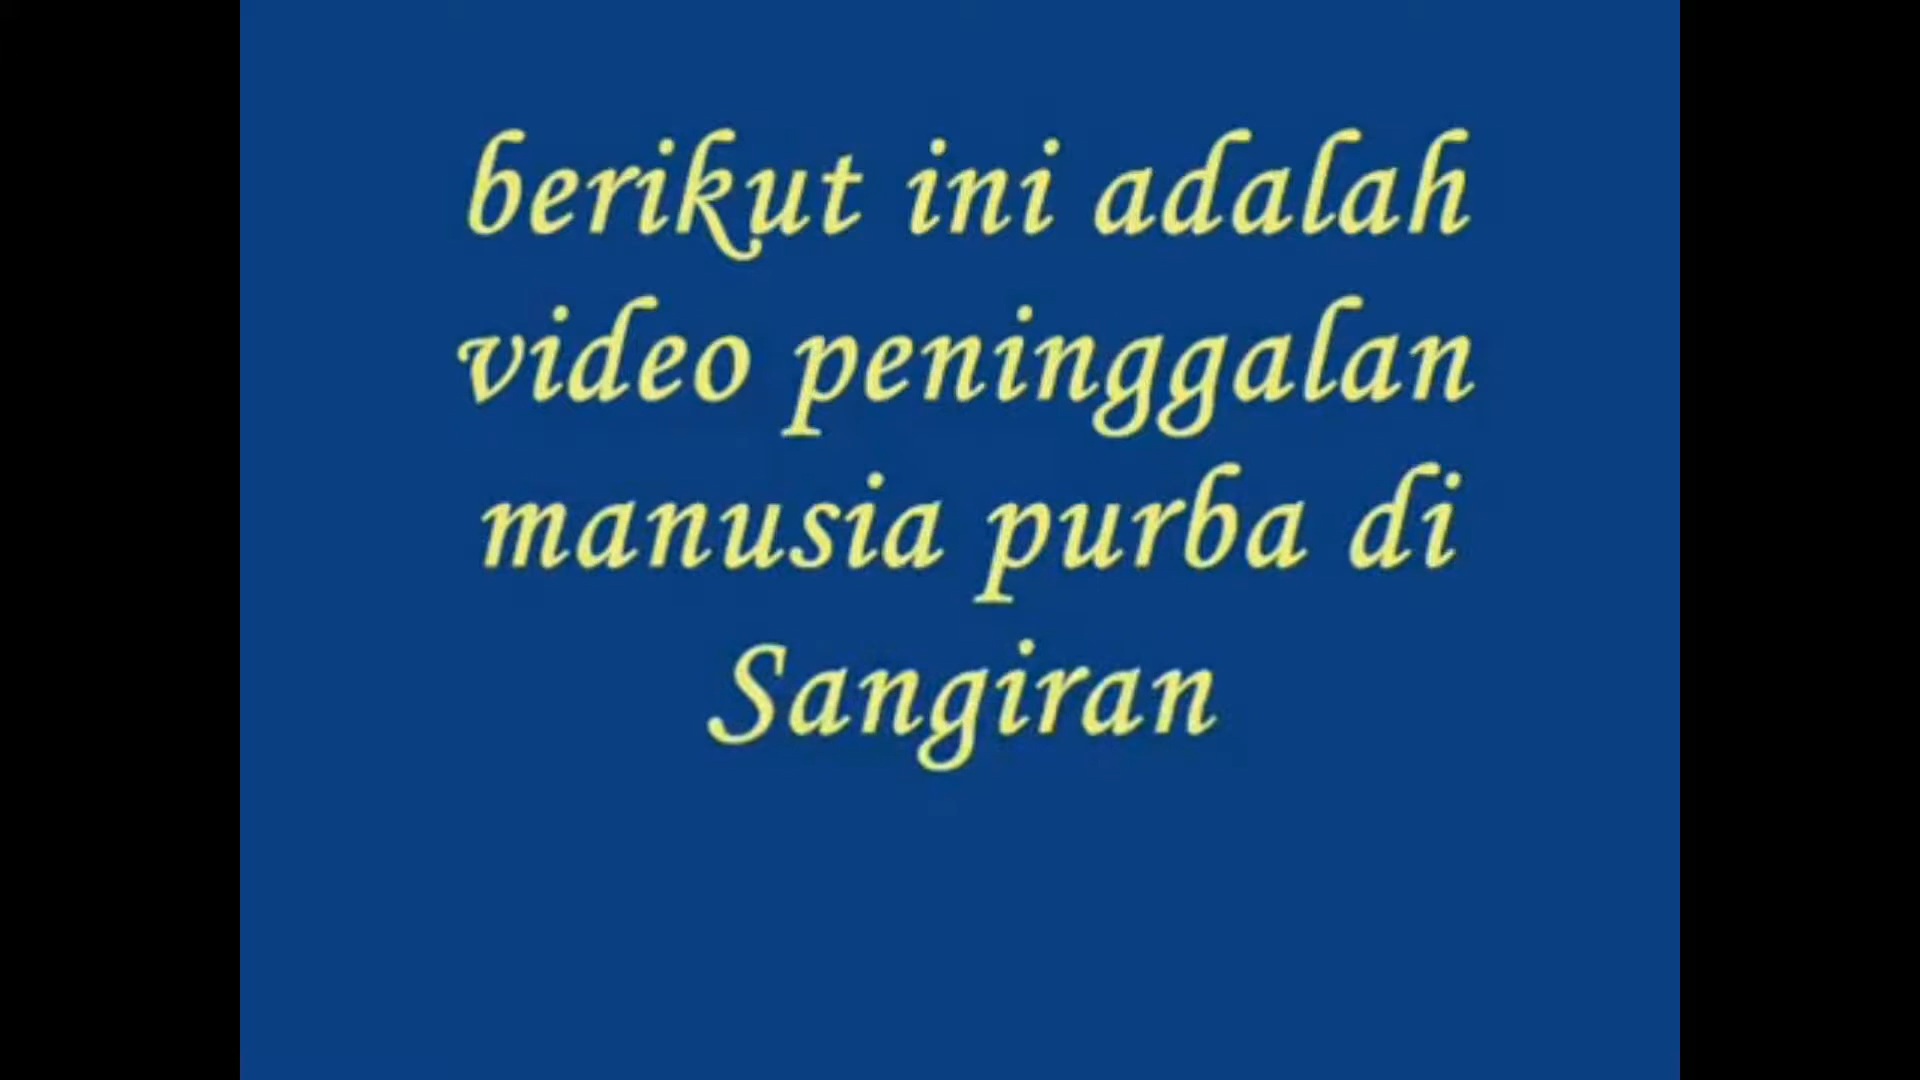 berikut ini adalah
video peninggalan
manusia purba di
Sangiran